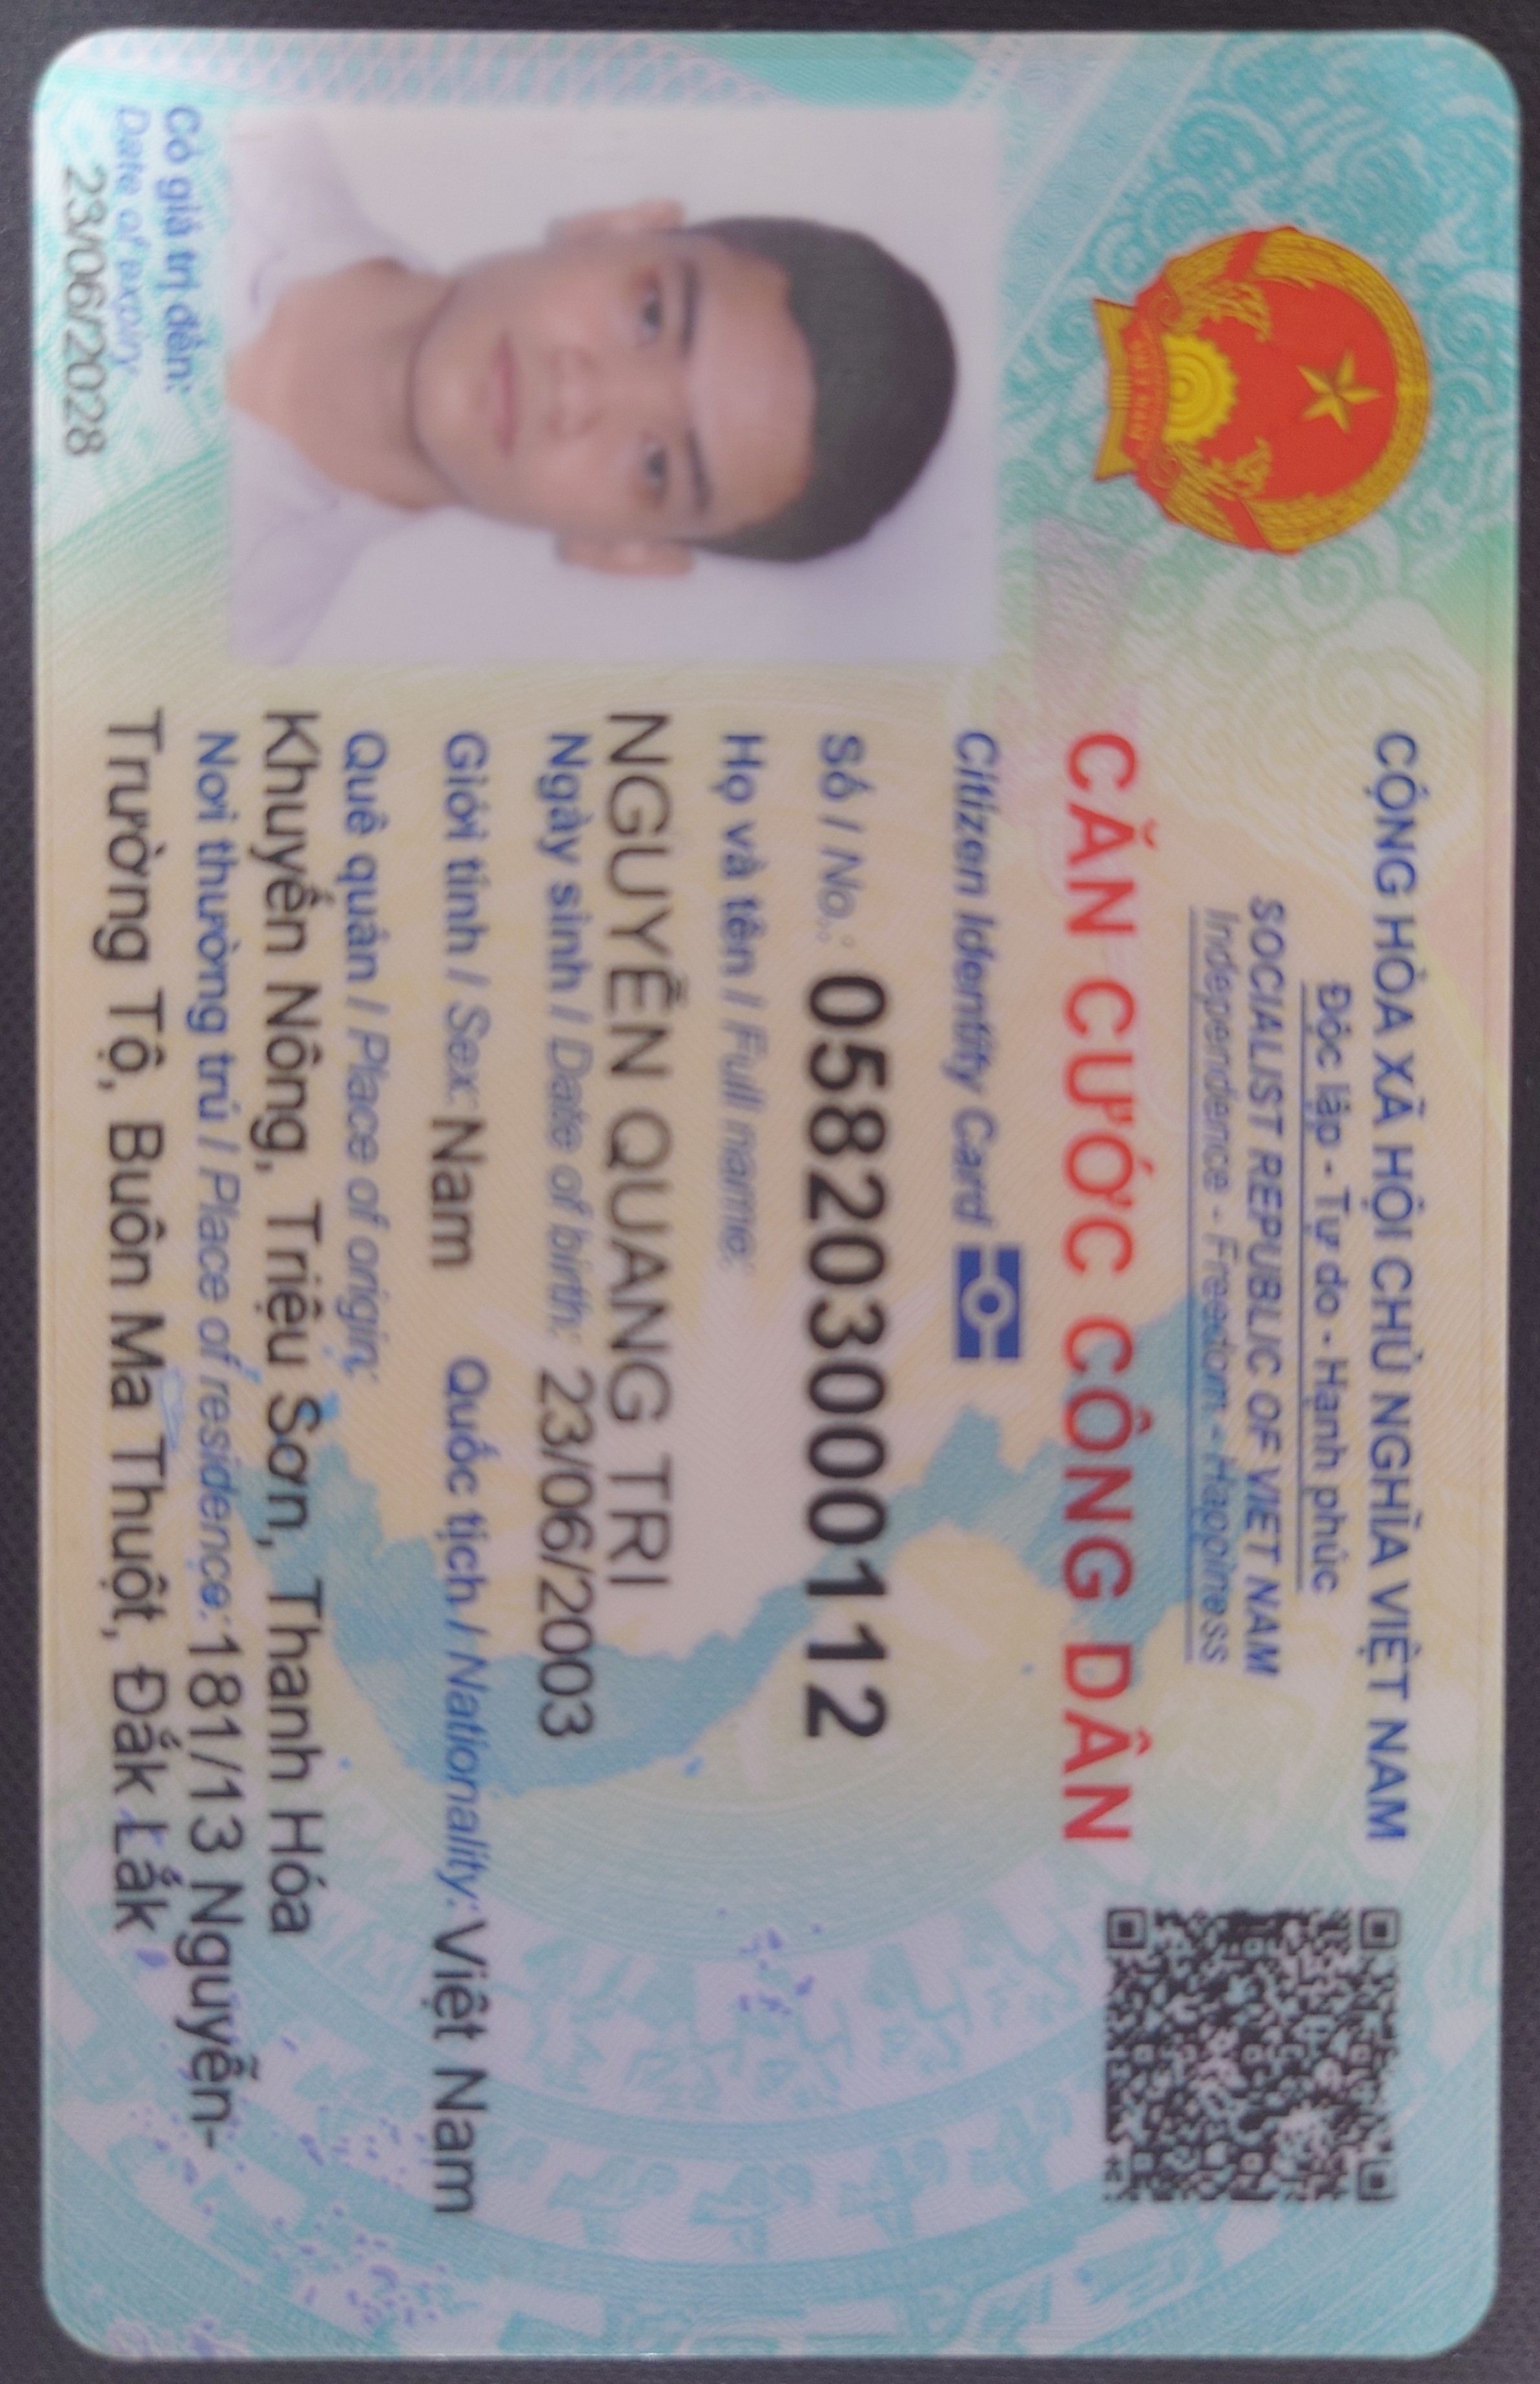 CỘNG HÒA XÃ HỘI CHỦ NGHĨA VIỆT NAM
Độc lập - Tự do - Hạnh phúc
SOCIALIST REPUBLIC OF VIET NAM
Independence - Freedom - Happiness
CĂN CƯỚC CÔNG DÂN
Citizen Identity Card
Số / No.: 058203000112
Họ và tên / Full name:
NGUYỄN QUANG TRI
Ngày sinh / Date of birth: 23/06/2003
Giới tính / Sex: Nam Quốc tịch / Nationality: Việt Nam
Quê quán / Place of origin:
Khuyến Nông, Triệu Sơn, Thanh Hóa
Nơi thường trú / Place of residence: 181/13 Nguyễn-
Trường Tộ, Buôn Ma Thuột, Đắk Lắk
Có giá trị đến:
Date of expiry
23/06/2028